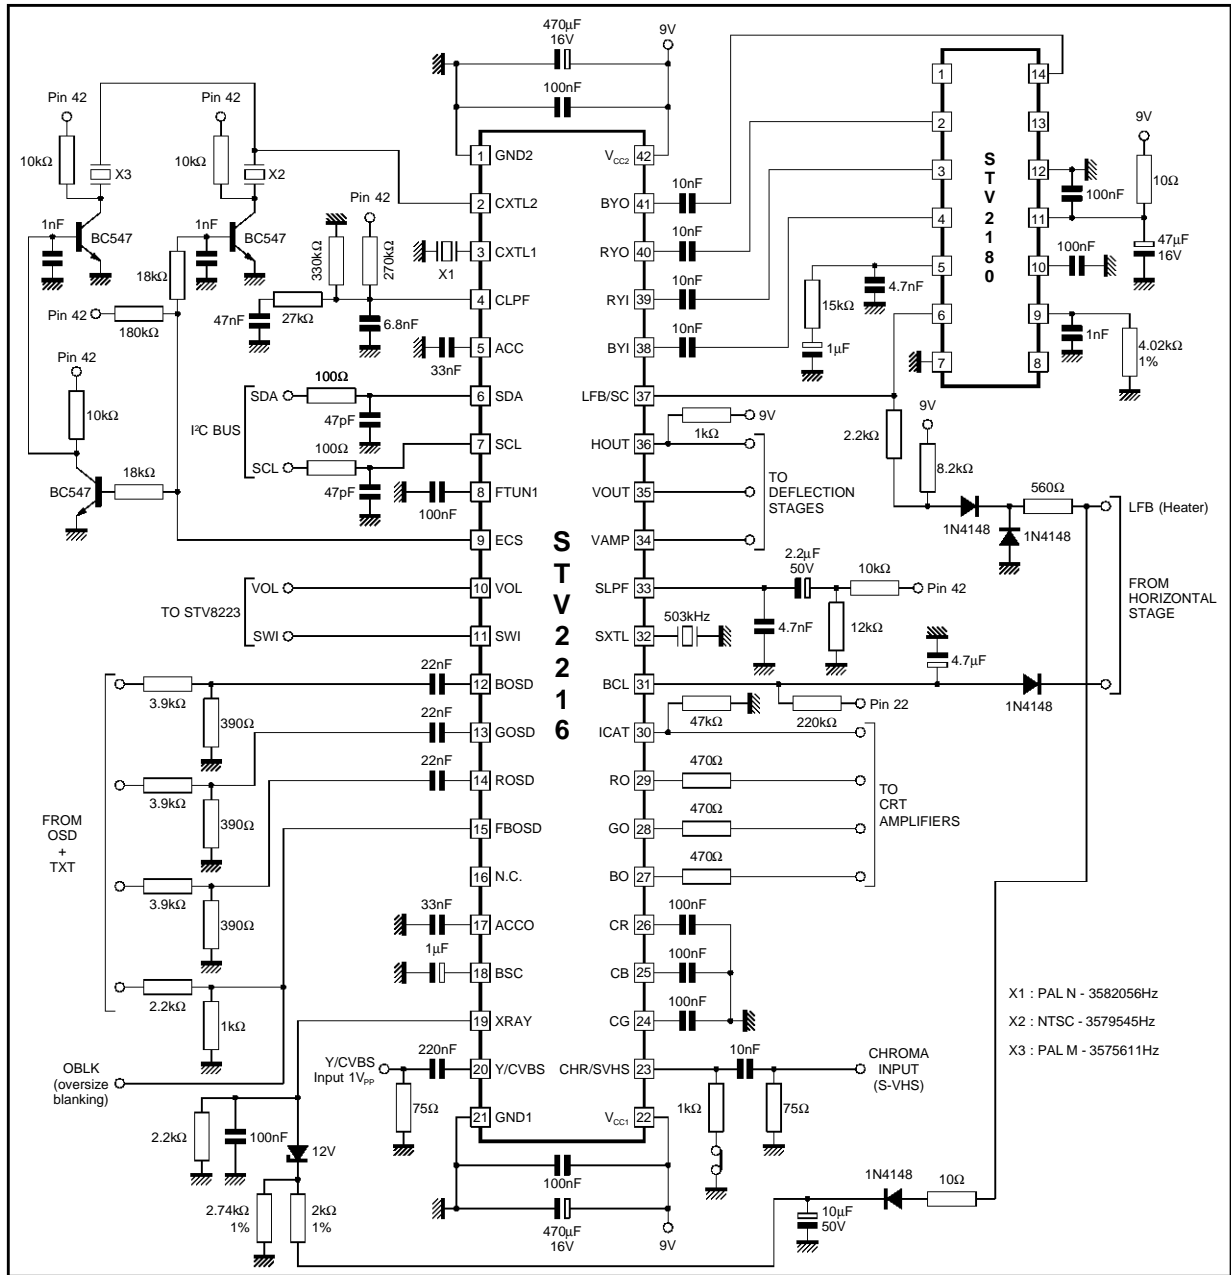 470µF
16V
9V
100nF
Pin 42
Pin 42
10kΩ
X3
10kΩ
X2
1nF
BC547
1nF
BC547
18kΩ
Pin 42
180kΩ
Pin 42
10kΩ
BC547
18kΩ
Pin 42
330kΩ
270kΩ
X1
47nF
27kΩ
6.8nF
33nF
SDA
100Ω
47pF
I²C BUS
SCL
100Ω
47pF
100nF
TO STV8223
VOL
SWI
STV2216
1 GND2
2 CXTL2
3 CXTL1
4 CLPF
5 ACC
6 SDA
7 SCL
8 FTUN1
9 ECS
10 VOL
11 SWI
12 BOSD
13 GOSD
14 ROSD
15 FBOSD
16 N.C.
17 ACCO
18 BSC
19 XRAY
20 Y/CVBS
21 GND1
VCC2 42
BYO 41
RYO 40
RYI 39
BYI 38
LFB/SC 37
HOUT 36
VOUT 35
VAMP 34
SLPF 33
SXTL 32
BCL 31
ICAT 30
RO 29
GO 28
BO 27
CR 26
CB 25
CG 24
CHR/SVHS 23
VCC1 22
10nF
10nF
10nF
10nF
STV2180
1
2
3
4
5
6
7
14
13
12
11
10
9
8
9V
10Ω
100nF
47µF
16V
100nF
1nF
4.02kΩ
1%
4.7nF
15kΩ
1µF
9V
1kΩ
TO
DEFLECTION
STAGES
2.2kΩ
9V
8.2kΩ
1N4148
1N4148
560Ω
LFB (Heater)
FROM
HORIZONTAL
STAGE
2.2µF
50V
10kΩ
Pin 42
4.7nF
12kΩ
503kHz
4.7µF
1N4148
47kΩ
220kΩ
Pin 22
470Ω
470Ω
470Ω
TO
CRT
AMPLIFIERS
100nF
100nF
100nF
X1 : PAL N - 3582056Hz
X2 : NTSC - 3579545Hz
X3 : PAL M - 3575611Hz
10nF
CHROMA
INPUT
(S-VHS)
1kΩ
75Ω
1N4148
10Ω
10µF
50V
22nF
22nF
22nF
3.9kΩ
390Ω
3.9kΩ
390Ω
3.9kΩ
390Ω
2.2kΩ
1kΩ
FROM
OSD
+
TXT
33nF
1µF
OBLK
(oversize
blanking)
Y/CVBS
Input 1VPP
220nF
75Ω
2.2kΩ
100nF
12V
2.74kΩ
1%
2kΩ
1%
100nF
470µF
16V
9V